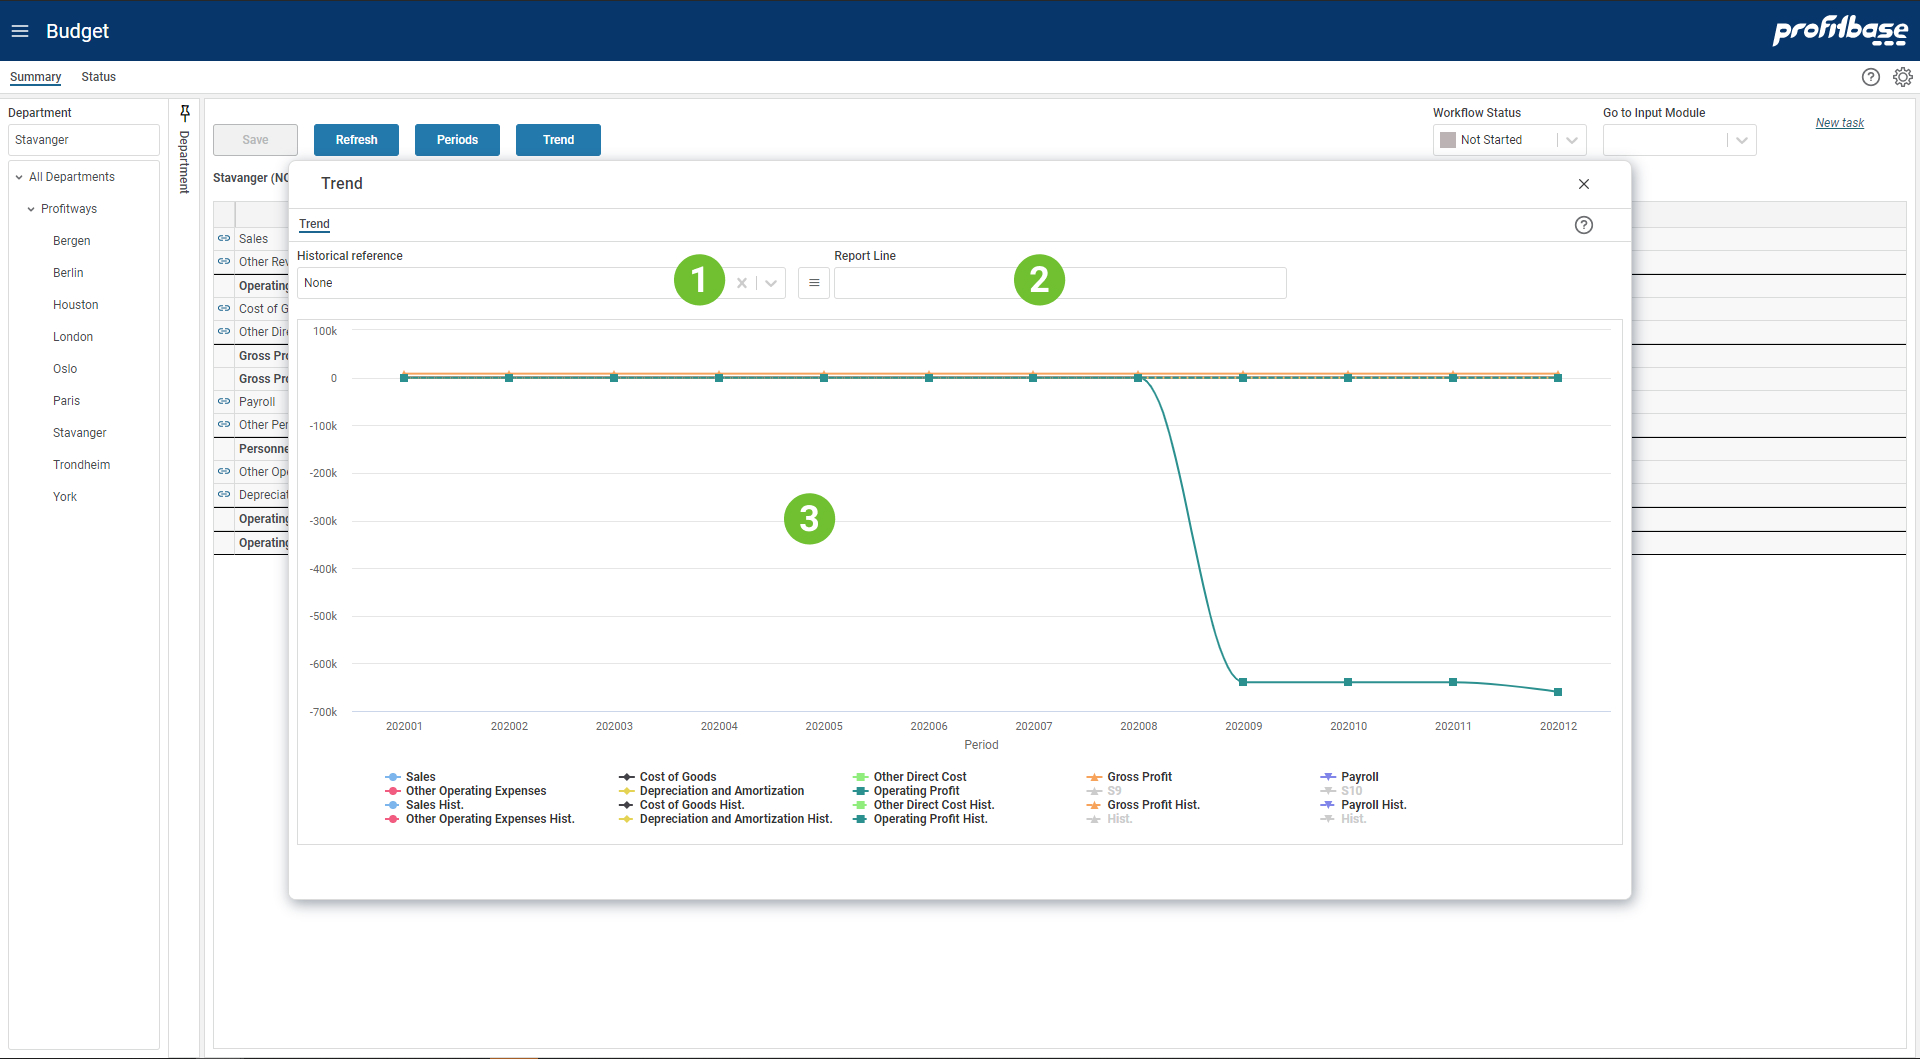 Budget
profitbase
Summary Status
Department
Stavanger
All Departments
Profitways
Bergen
Berlin
Houston
London
Oslo
Paris
Stavanger
Trondheim
York
Department
Save Refresh Periods Trend
Workflow Status
Not Started
Go to Input Module
New task
Stavanger (NO
Sales
Other Rev
Operating
Cost of G
Other Dire
Gross Pro
Gross Pro
Payroll
Other Per
Personne
Other Ope
Depreciat
Operating
Operating
Trend
Trend
Historical reference
None
1
Report Line
2
3
100k
0
-100k
-200k
-300k
-400k
-500k
-600k
-700k
202001 202002 202003 202004 202005 202006 202007 202008 202009 202010 202011 202012
Period
Sales Cost of Goods Other Direct Cost Gross Profit Payroll
Other Operating Expenses Depreciation and Amortization Operating Profit S9 S10
Sales Hist. Cost of Goods Hist. Other Direct Cost Hist. Gross Profit Hist. Payroll Hist.
Other Operating Expenses Hist. Depreciation and Amortization Hist. Operating Profit Hist. Hist. Hist.